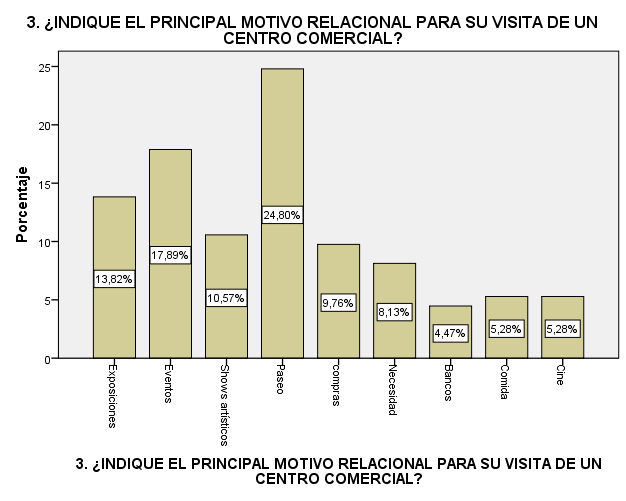 3. ¿INDIQUE EL PRINCIPAL MOTIVO RELACIONAL PARA SU VISITA DE UN
CENTRO COMERCIAL?
Porcentaje
25
20
15
10
5
0
13,82%
17,89%
10,57%
24,80%
9,76%
8,13%
4,47%
5,28%
5,28%
Exposiciones
Eventos
Shows artísticos
Paseo
compras
Necesidad
Bancos
Comida
Cine
3. ¿INDIQUE EL PRINCIPAL MOTIVO RELACIONAL PARA SU VISITA DE UN
CENTRO COMERCIAL?